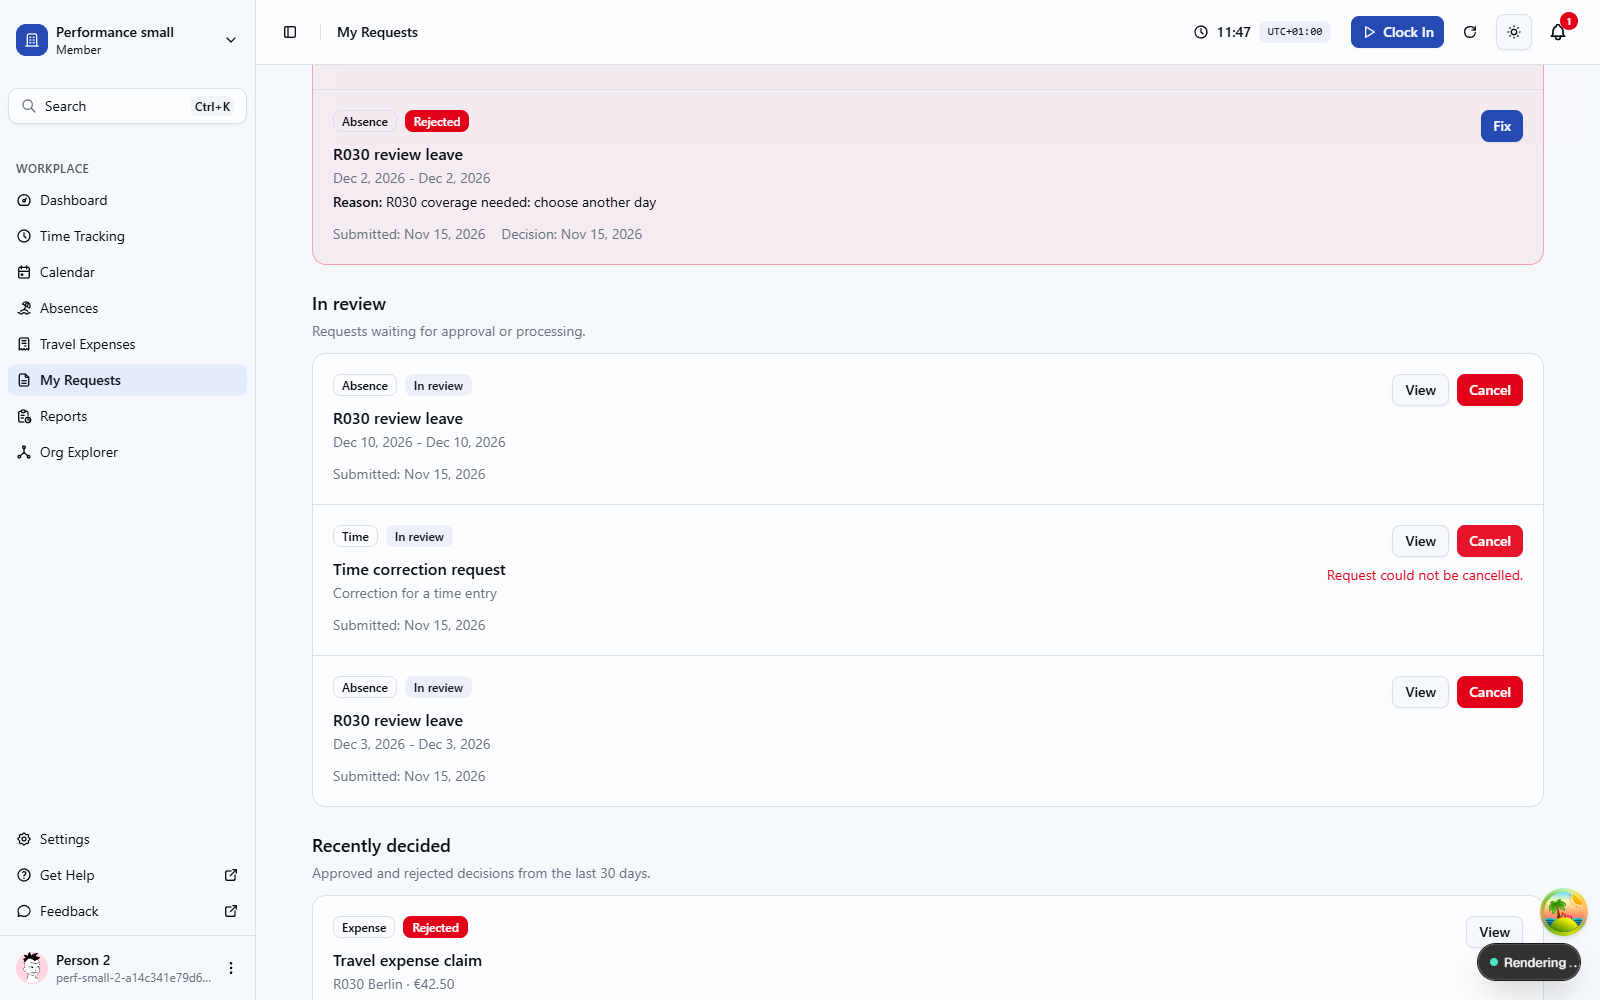 Performance small
Member
Search
Ctrl+K
WORKPLACE
Dashboard
Time Tracking
Calendar
Absences
Travel Expenses
My Requests
Reports
Org Explorer
Settings
Get Help
Feedback
Person 2
perf-small-2-a14c341e79d6...
My Requests
11:47
UTC+01:00
Clock In
1
Absence
Rejected
Fix
R030 review leave
Dec 2, 2026 - Dec 2, 2026
Reason: R030 coverage needed: choose another day
Submitted: Nov 15, 2026
Decision: Nov 15, 2026
In review
Requests waiting for approval or processing.
Absence
In review
View
Cancel
R030 review leave
Dec 10, 2026 - Dec 10, 2026
Submitted: Nov 15, 2026
Time
In review
View
Cancel
Time correction request
Request could not be cancelled.
Correction for a time entry
Submitted: Nov 15, 2026
Absence
In review
View
Cancel
R030 review leave
Dec 3, 2026 - Dec 3, 2026
Submitted: Nov 15, 2026
Recently decided
Approved and rejected decisions from the last 30 days.
Expense
Rejected
View
Travel expense claim
R030 Berlin · €42.50
Rendering...